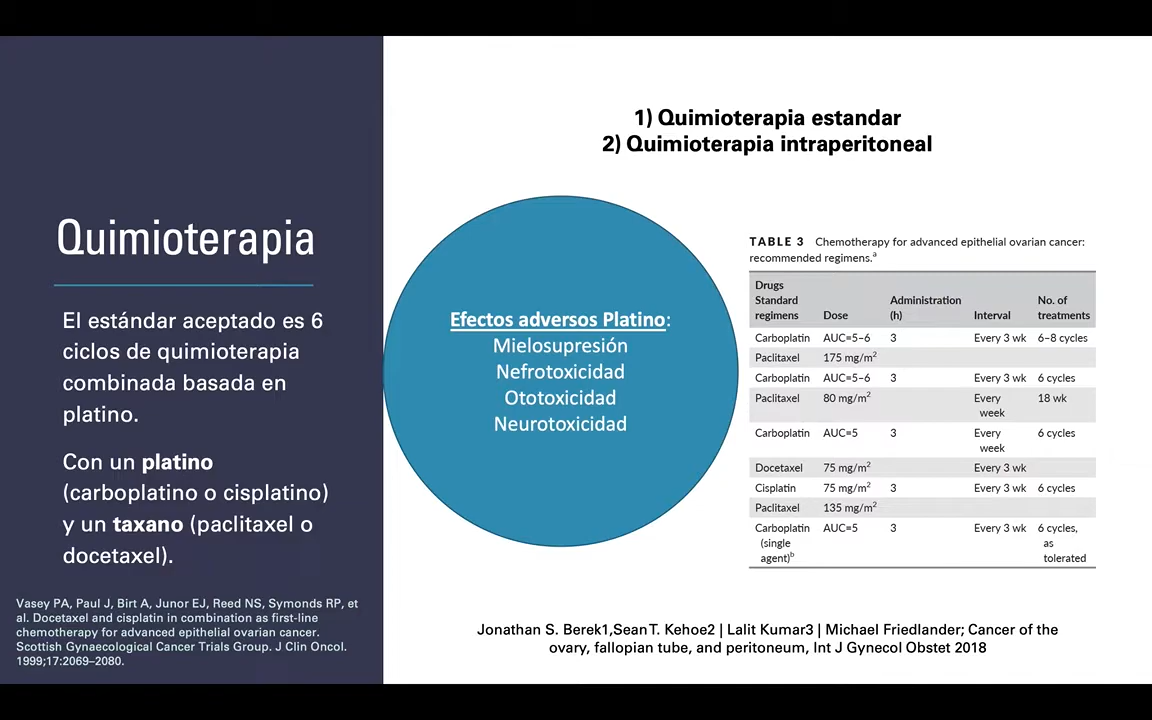 Quimioterapia
El estándar aceptado es 6
ciclos de quimioterapia
combinada basada en
platino.
Con un platino
(carboplatino o cisplatino)
y un taxano (paclitaxel o
docetaxel).
Vasey PA, Paul J, Birt A, Junor EJ, Reed NS, Symonds RP, et
al. Docetaxel and cisplatin in combination as first-line
chemotherapy for advanced epithelial ovarian cancer.
Scottish Gynaecological Cancer Trials Group. J Clin Oncol.
1999;17:2069–2080.
1) Quimioterapia estandar
2) Quimioterapia intraperitoneal
Efectos adversos Platino:
Mielosupresión
Nefrotoxicidad
Ototoxicidad
Neurotoxicidad
TABLE 3 Chemotherapy for advanced epithelial ovarian cancer:
recommended regimens.a
Drugs
Standard Administration No. of
regimens Dose (h) Interval treatments
Carboplatin AUC=5–6 3 Every 3 wk 6–8 cycles
Paclitaxel 175 mg/m2
Carboplatin AUC=5–6 3 Every 3 wk 6 cycles
Paclitaxel 80 mg/m2 Every 18 wk
week
Carboplatin AUC=5 3 Every 6 cycles
week
Docetaxel 75 mg/m2 Every 3 wk
Cisplatin 75 mg/m2 3 Every 3 wk 6 cycles
Paclitaxel 135 mg/m2
Carboplatin AUC=5 3 Every 3 wk 6 cycles,
(single as
agent)b tolerated
Jonathan S. Berek1,Sean T. Kehoe2 | Lalit Kumar3 | Michael Friedlander; Cancer of the
ovary, fallopian tube, and peritoneum, Int J Gynecol Obstet 2018